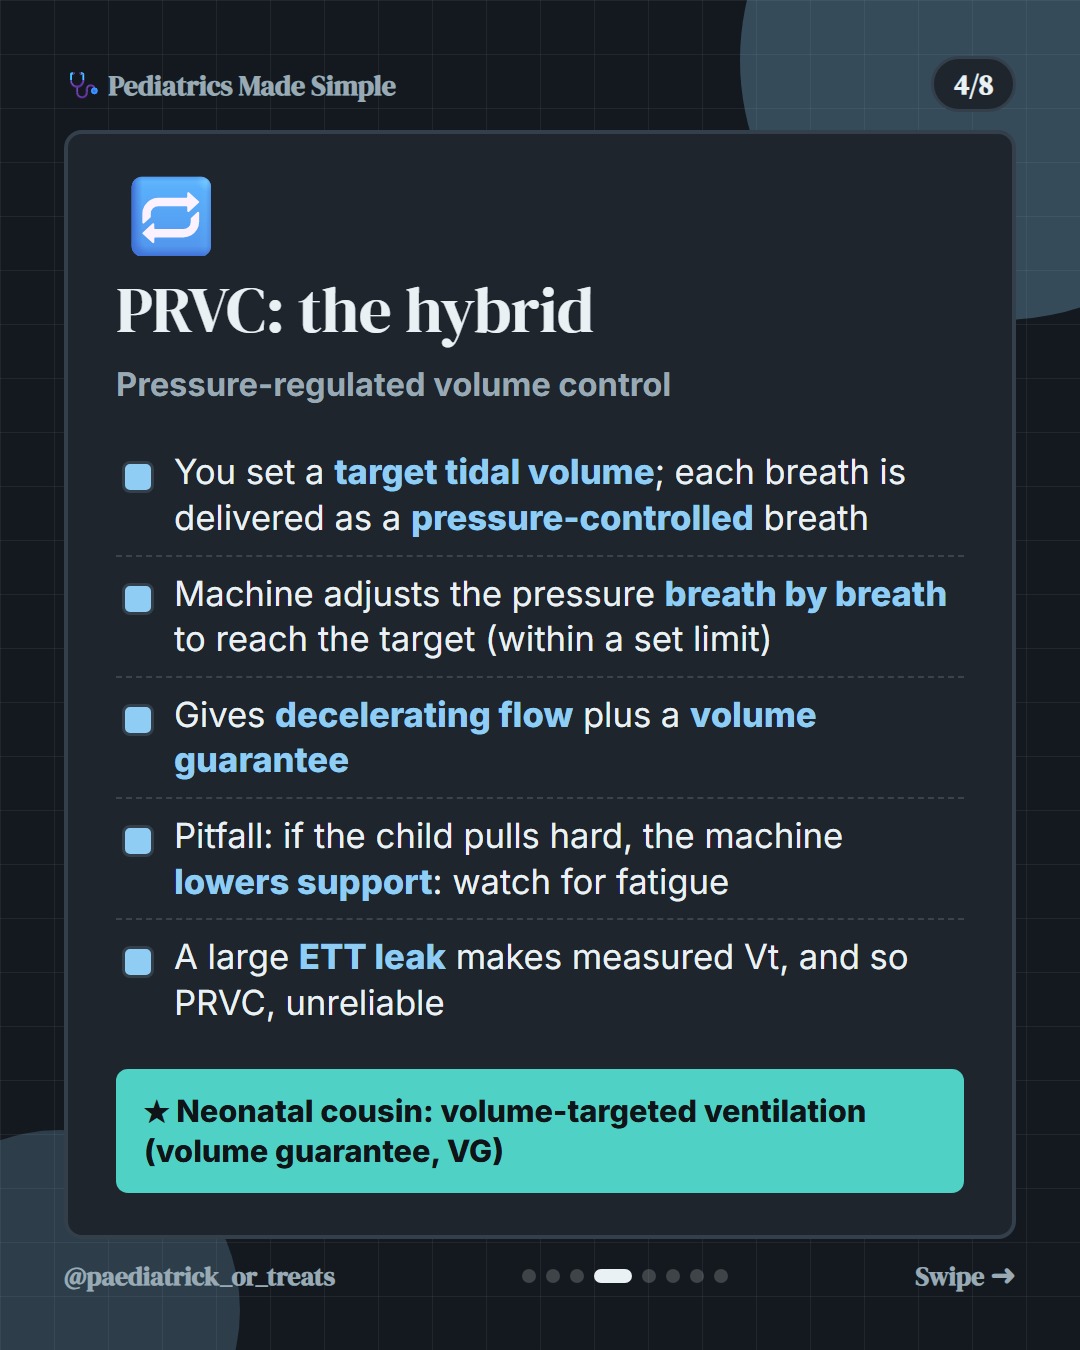 Pediatrics Made Simple
4/8
PRVC: the hybrid
Pressure-regulated volume control
You set a target tidal volume; each breath is
delivered as a pressure-controlled breath
Machine adjusts the pressure breath by breath
to reach the target (within a set limit)
Gives decelerating flow plus a volume
guarantee
Pitfall: if the child pulls hard, the machine
lowers support: watch for fatigue
A large ETT leak makes measured Vt, and so
PRVC, unreliable
★ Neonatal cousin: volume-targeted ventilation
(volume guarantee, VG)
@paediatrick_or_treats
Swipe →